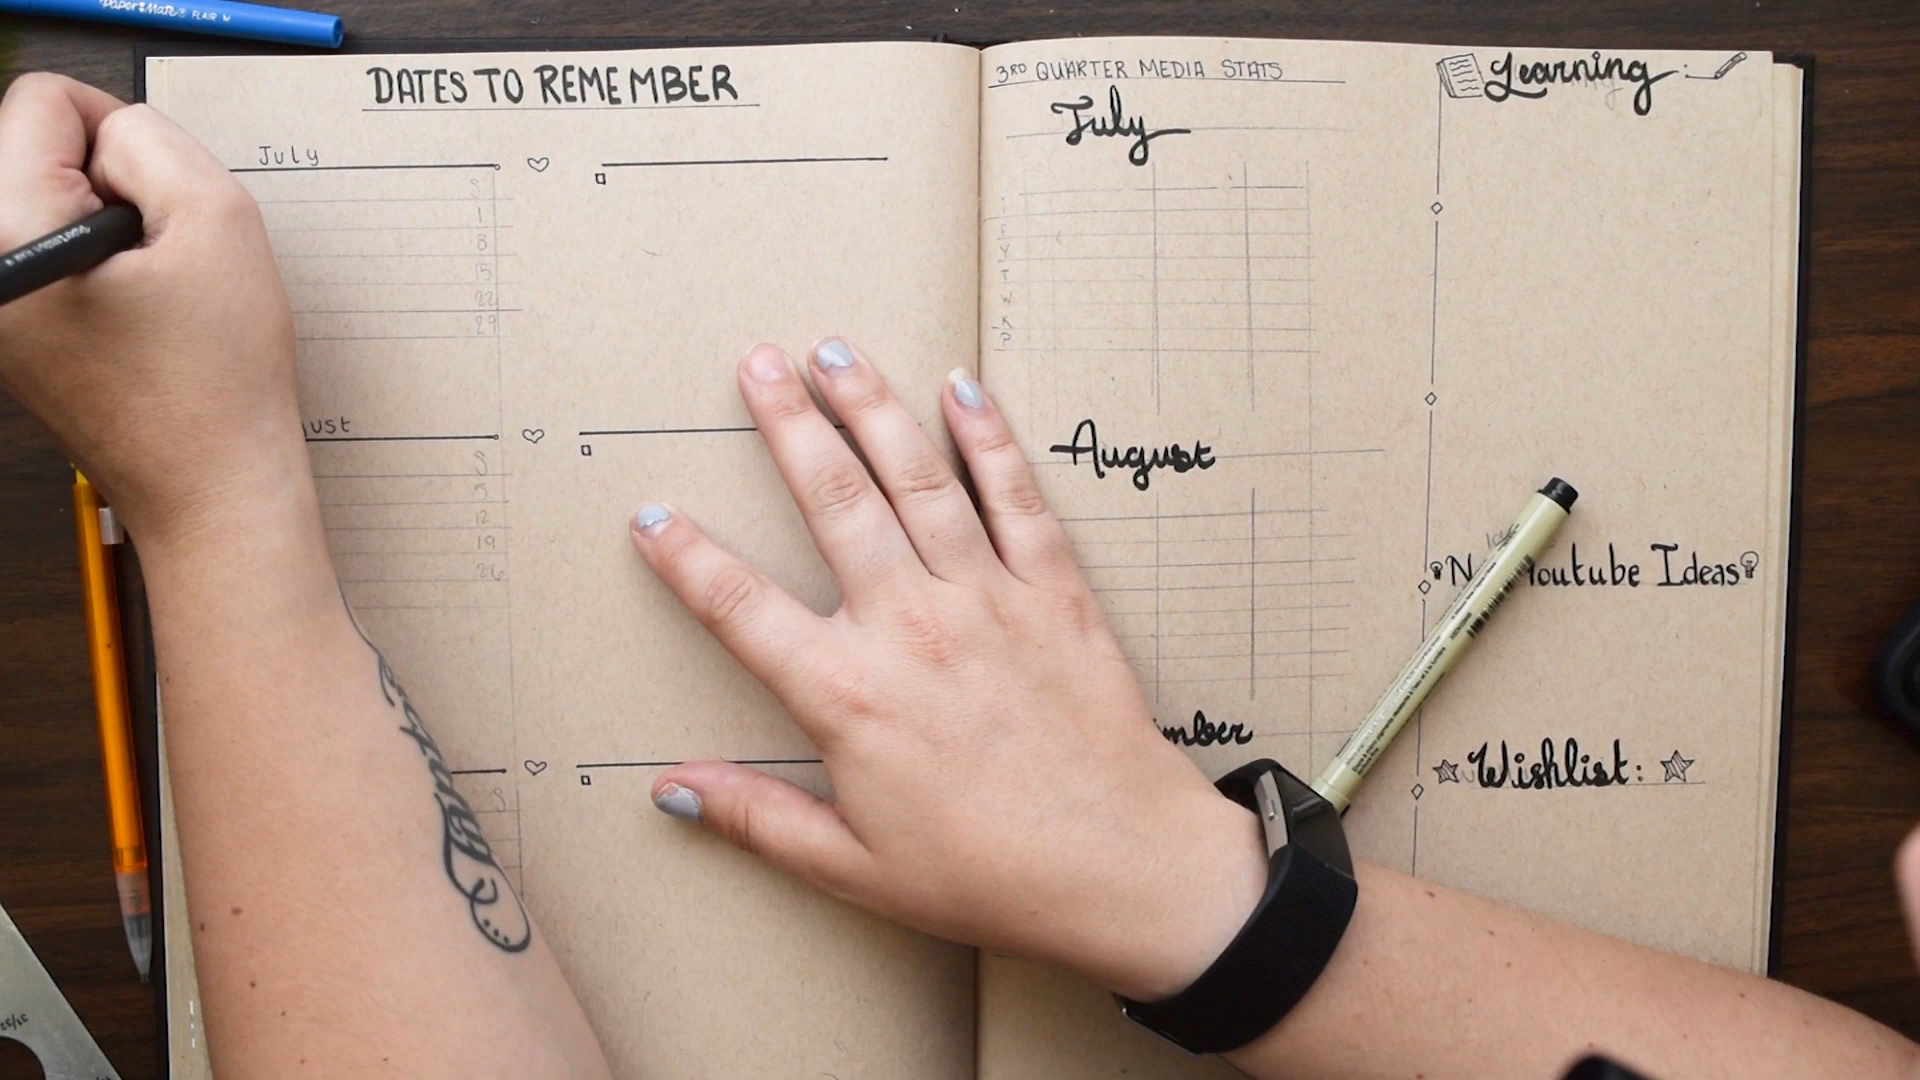 Paper:Mate® FLAIR M
DATES TO REMEMBER
July
S
1
8
15
22
29
ust
S
5
12
19
26
S
3RD QUARTER MEDIA STATS
July
F
Y
T
W
K
P
August
mber
Learning:
N outube Ideas
Wishlist: